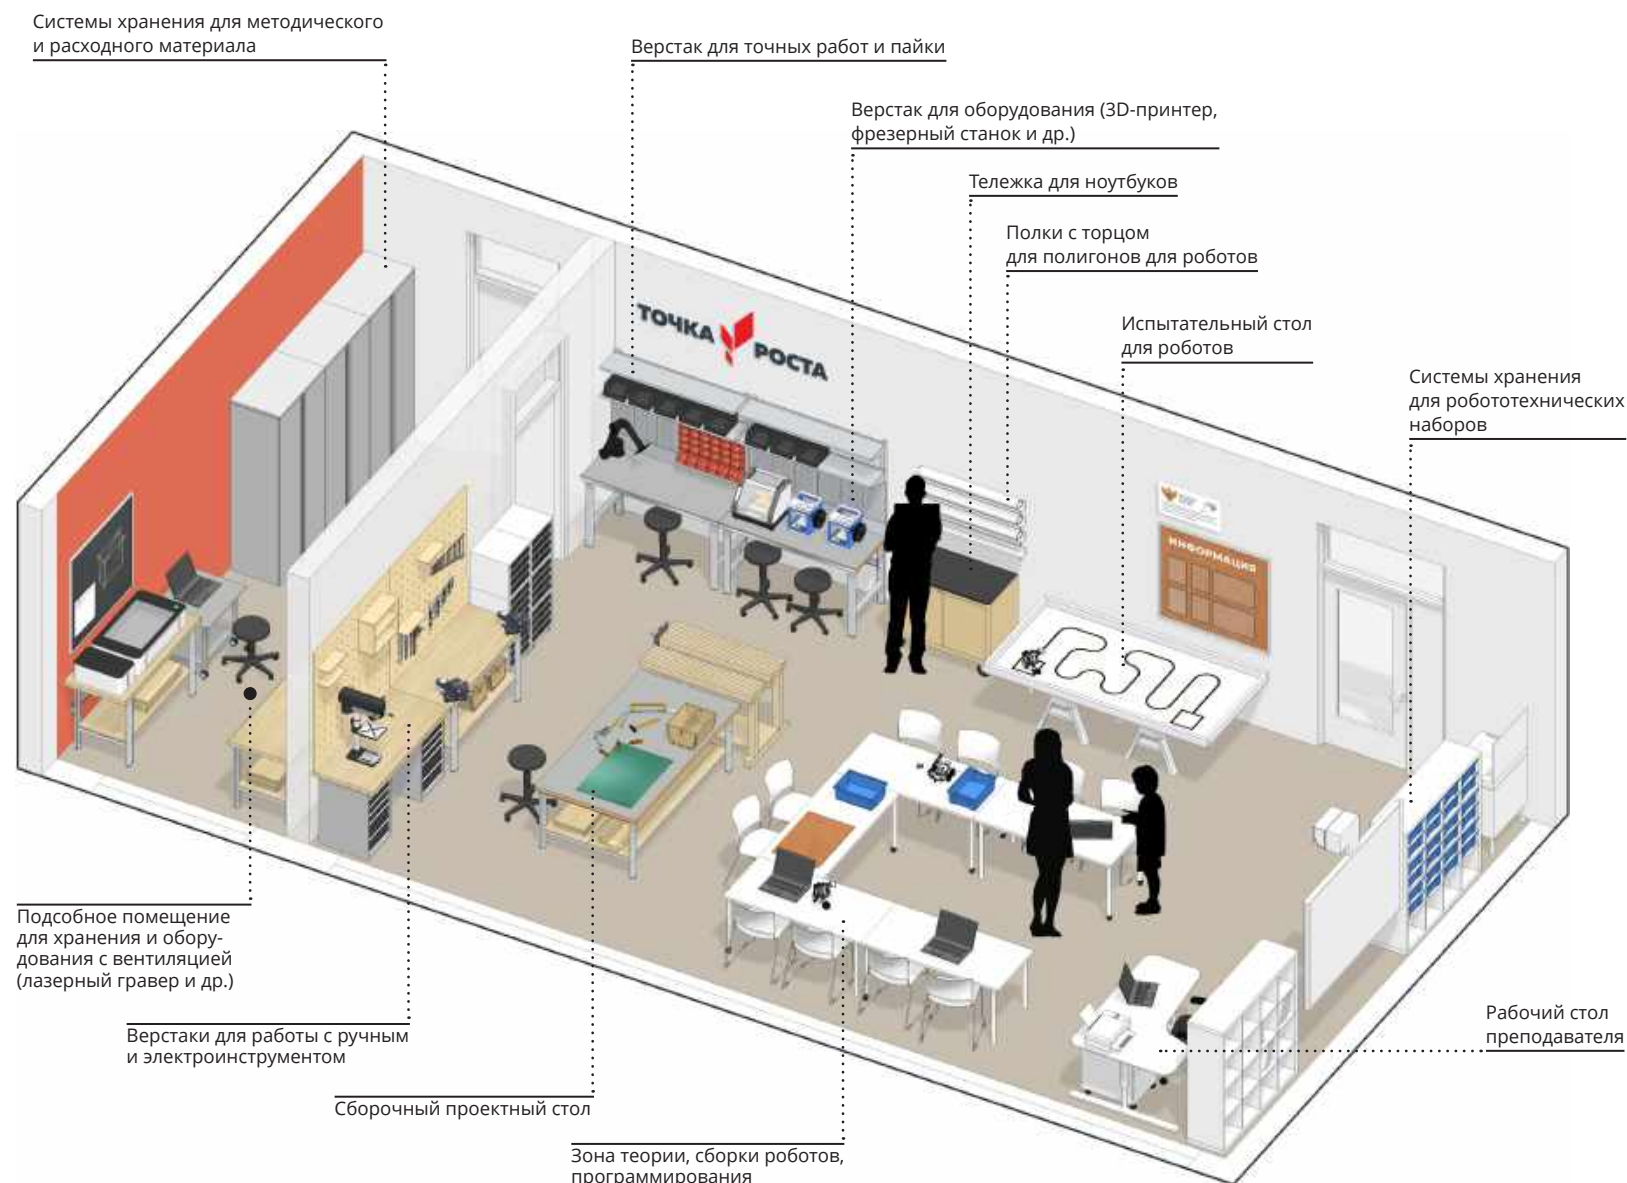 Системы хранения для методического
и расходного материала
Верстак для точных работ и пайки
Верстак для оборудования (3D-принтер,
фрезерный станок и др.)
Тележка для ноутбуков
Полки с торцом
для полигонов для роботов
Испытательный стол
для роботов
Системы хранения
для робототехнических
наборов
ТОЧКА
РОСТА
ИНФОРМАЦИЯ
Подсобное помещение
для хранения и обору-
дования с вентиляцией
(лазерный гравер и др.)
Верстаки для работы с ручным
и электроинструментом
Сборочный проектный стол
Зона теории, сборки роботов,
программирования
Рабочий стол
преподавателя